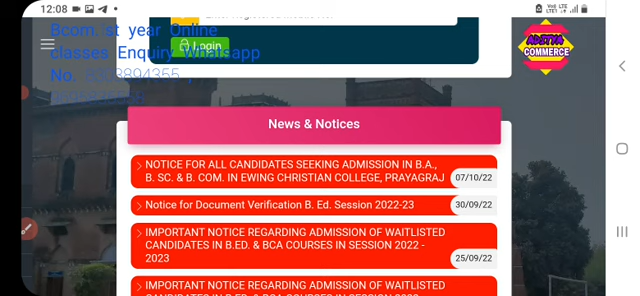 12:08
Bcom. year Online
Login
classes Enquiry Whatsapp
No.
ADITYA
COMMERCE
News & Notices
NOTICE FOR ALL CANDIDATES SEEKING ADMISSION IN B.A.,
B. SC. & B. COM. IN EWING CHRISTIAN COLLEGE, PRAYAGRAJ
07/10/22
Notice for Document Verification B. Ed. Session 2022-23
30/09/22
IMPORTANT NOTICE REGARDING ADMISSION OF WAITLISTED
CANDIDATES IN B.ED. & BCA COURSES IN SESSION 2022 -
2023
25/09/22
IMPORTANT NOTICE REGARDING ADMISSION OF WAITLISTED